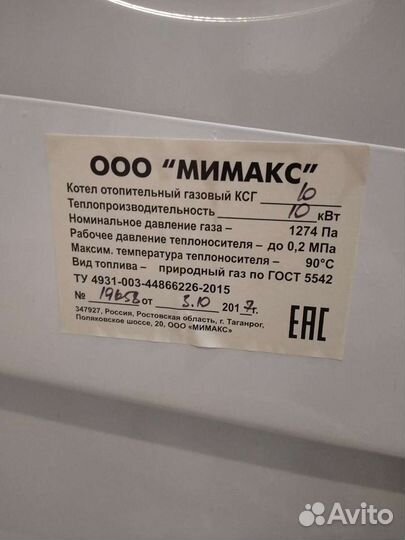 ООО "МИМАКС"
Котел отопительный газовый КСГ 10
Теплопроизводительность 10 кВт
Номинальное давление газа – 1274 Па
Рабочее давление теплоносителя – до 0,2 МПа
Максим. температура теплоносителя – 90°С
Вид топлива – природный газ по ГОСТ 5542
ТУ 4931-003-44866226-2015
№ 19658 от 3.10 2017г.
347927, Россия, Ростовская область, г. Таганрог,
Поляковское шоссе, 20, ООО "МИМАКС"
ЕАС
Avito